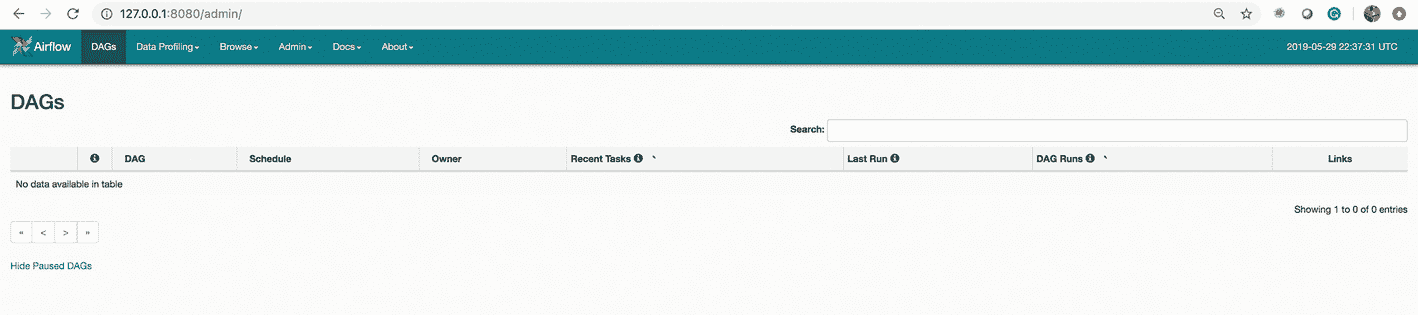 127.0.0.1:8080/admin/
Airflow DAGs Data Profiling Browse Admin Docs About 2019-05-29 22:37:31 UTC
DAGs
Search:
DAG Schedule Owner Recent Tasks Last Run DAG Runs Links
No data available in table
Showing 1 to 0 of 0 entries
« < > »
Hide Paused DAGs